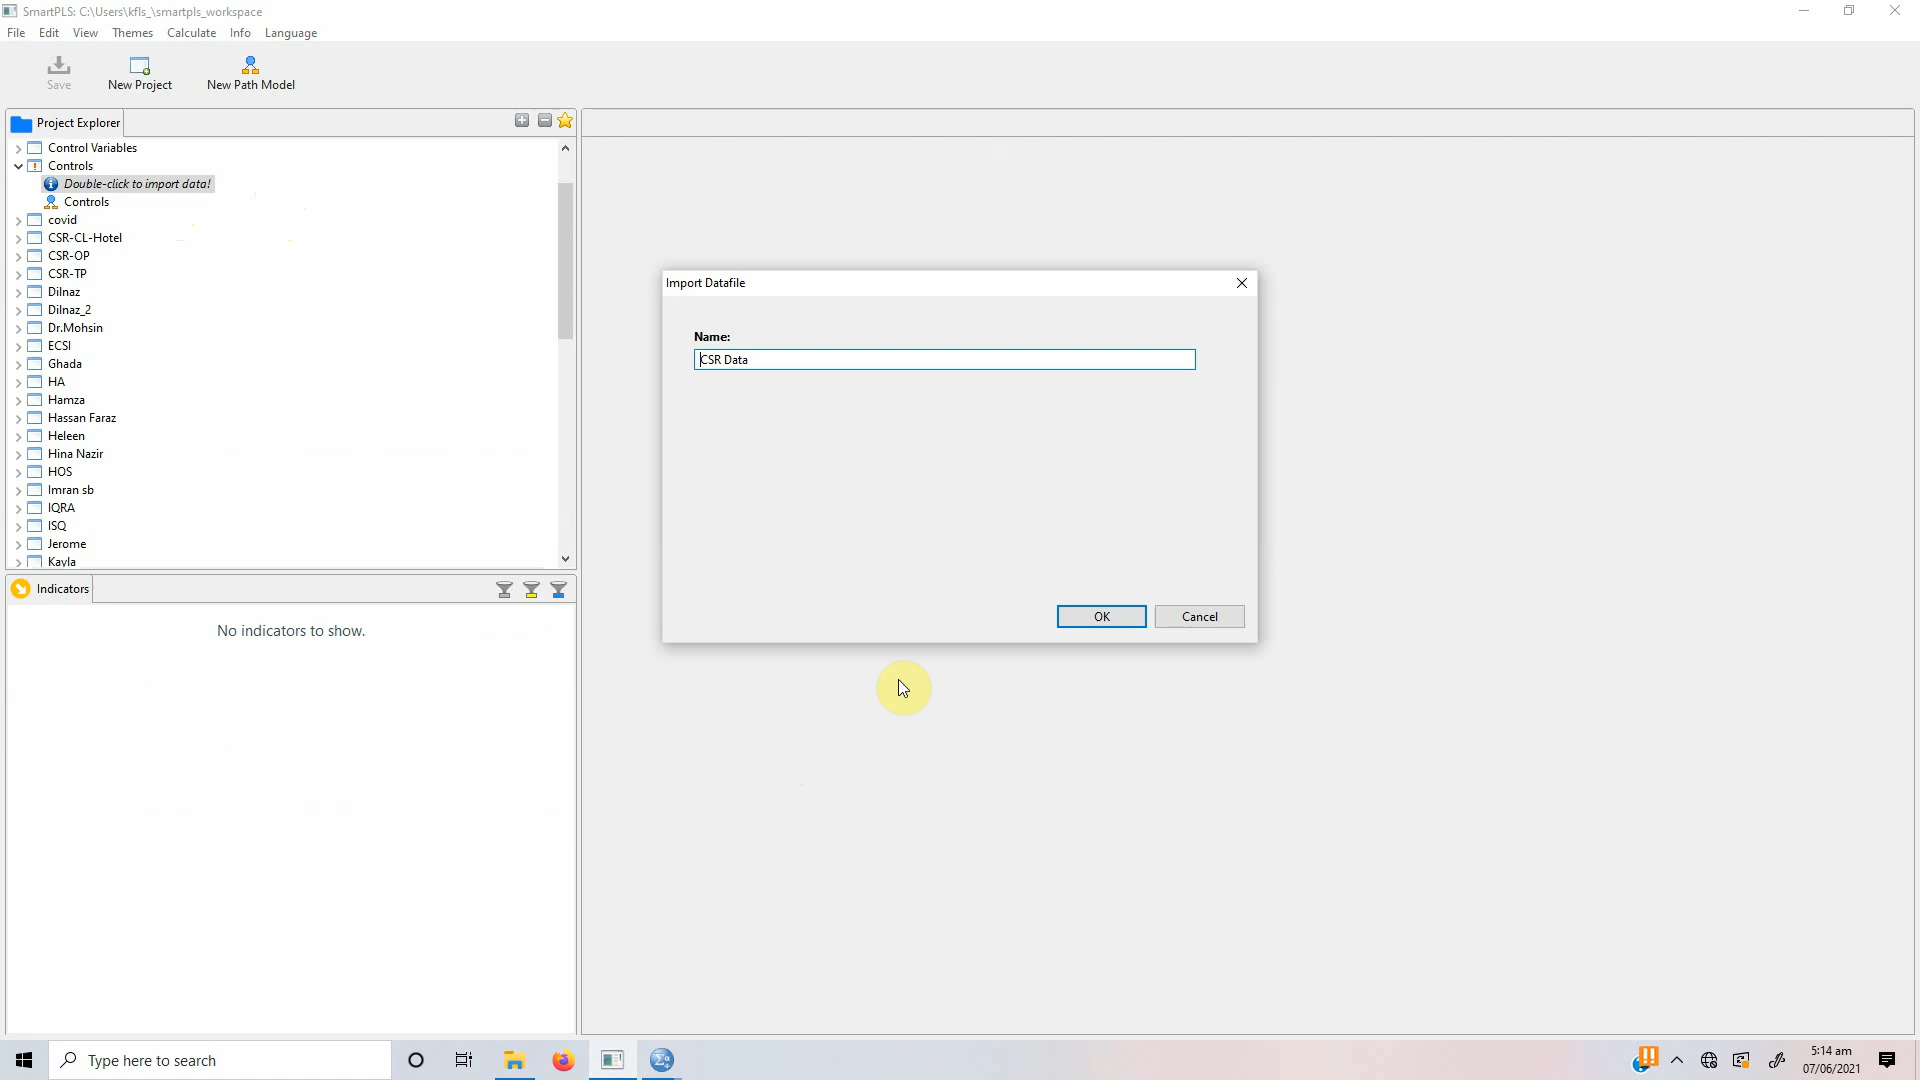 SmartPLS: C:\Users\kfls_\smartpls_workspace
File Edit View Themes Calculate Info Language
Save New Project New Path Model
Project Explorer
Control Variables
Controls
Double-click to import data!
Controls
covid
CSR-CL-Hotel
CSR-OP
CSR-TP
Dilnaz
Dilnaz_2
Dr.Mohsin
ECSI
Ghada
HA
Hamza
Hassan Faraz
Heleen
Hina Nazir
HOS
Imran sb
IQRA
ISQ
Jerome
Kayla
Indicators
No indicators to show.
Import Datafile
Name:
CSR Data
OK Cancel
Type here to search
5:14 am
07/06/2021